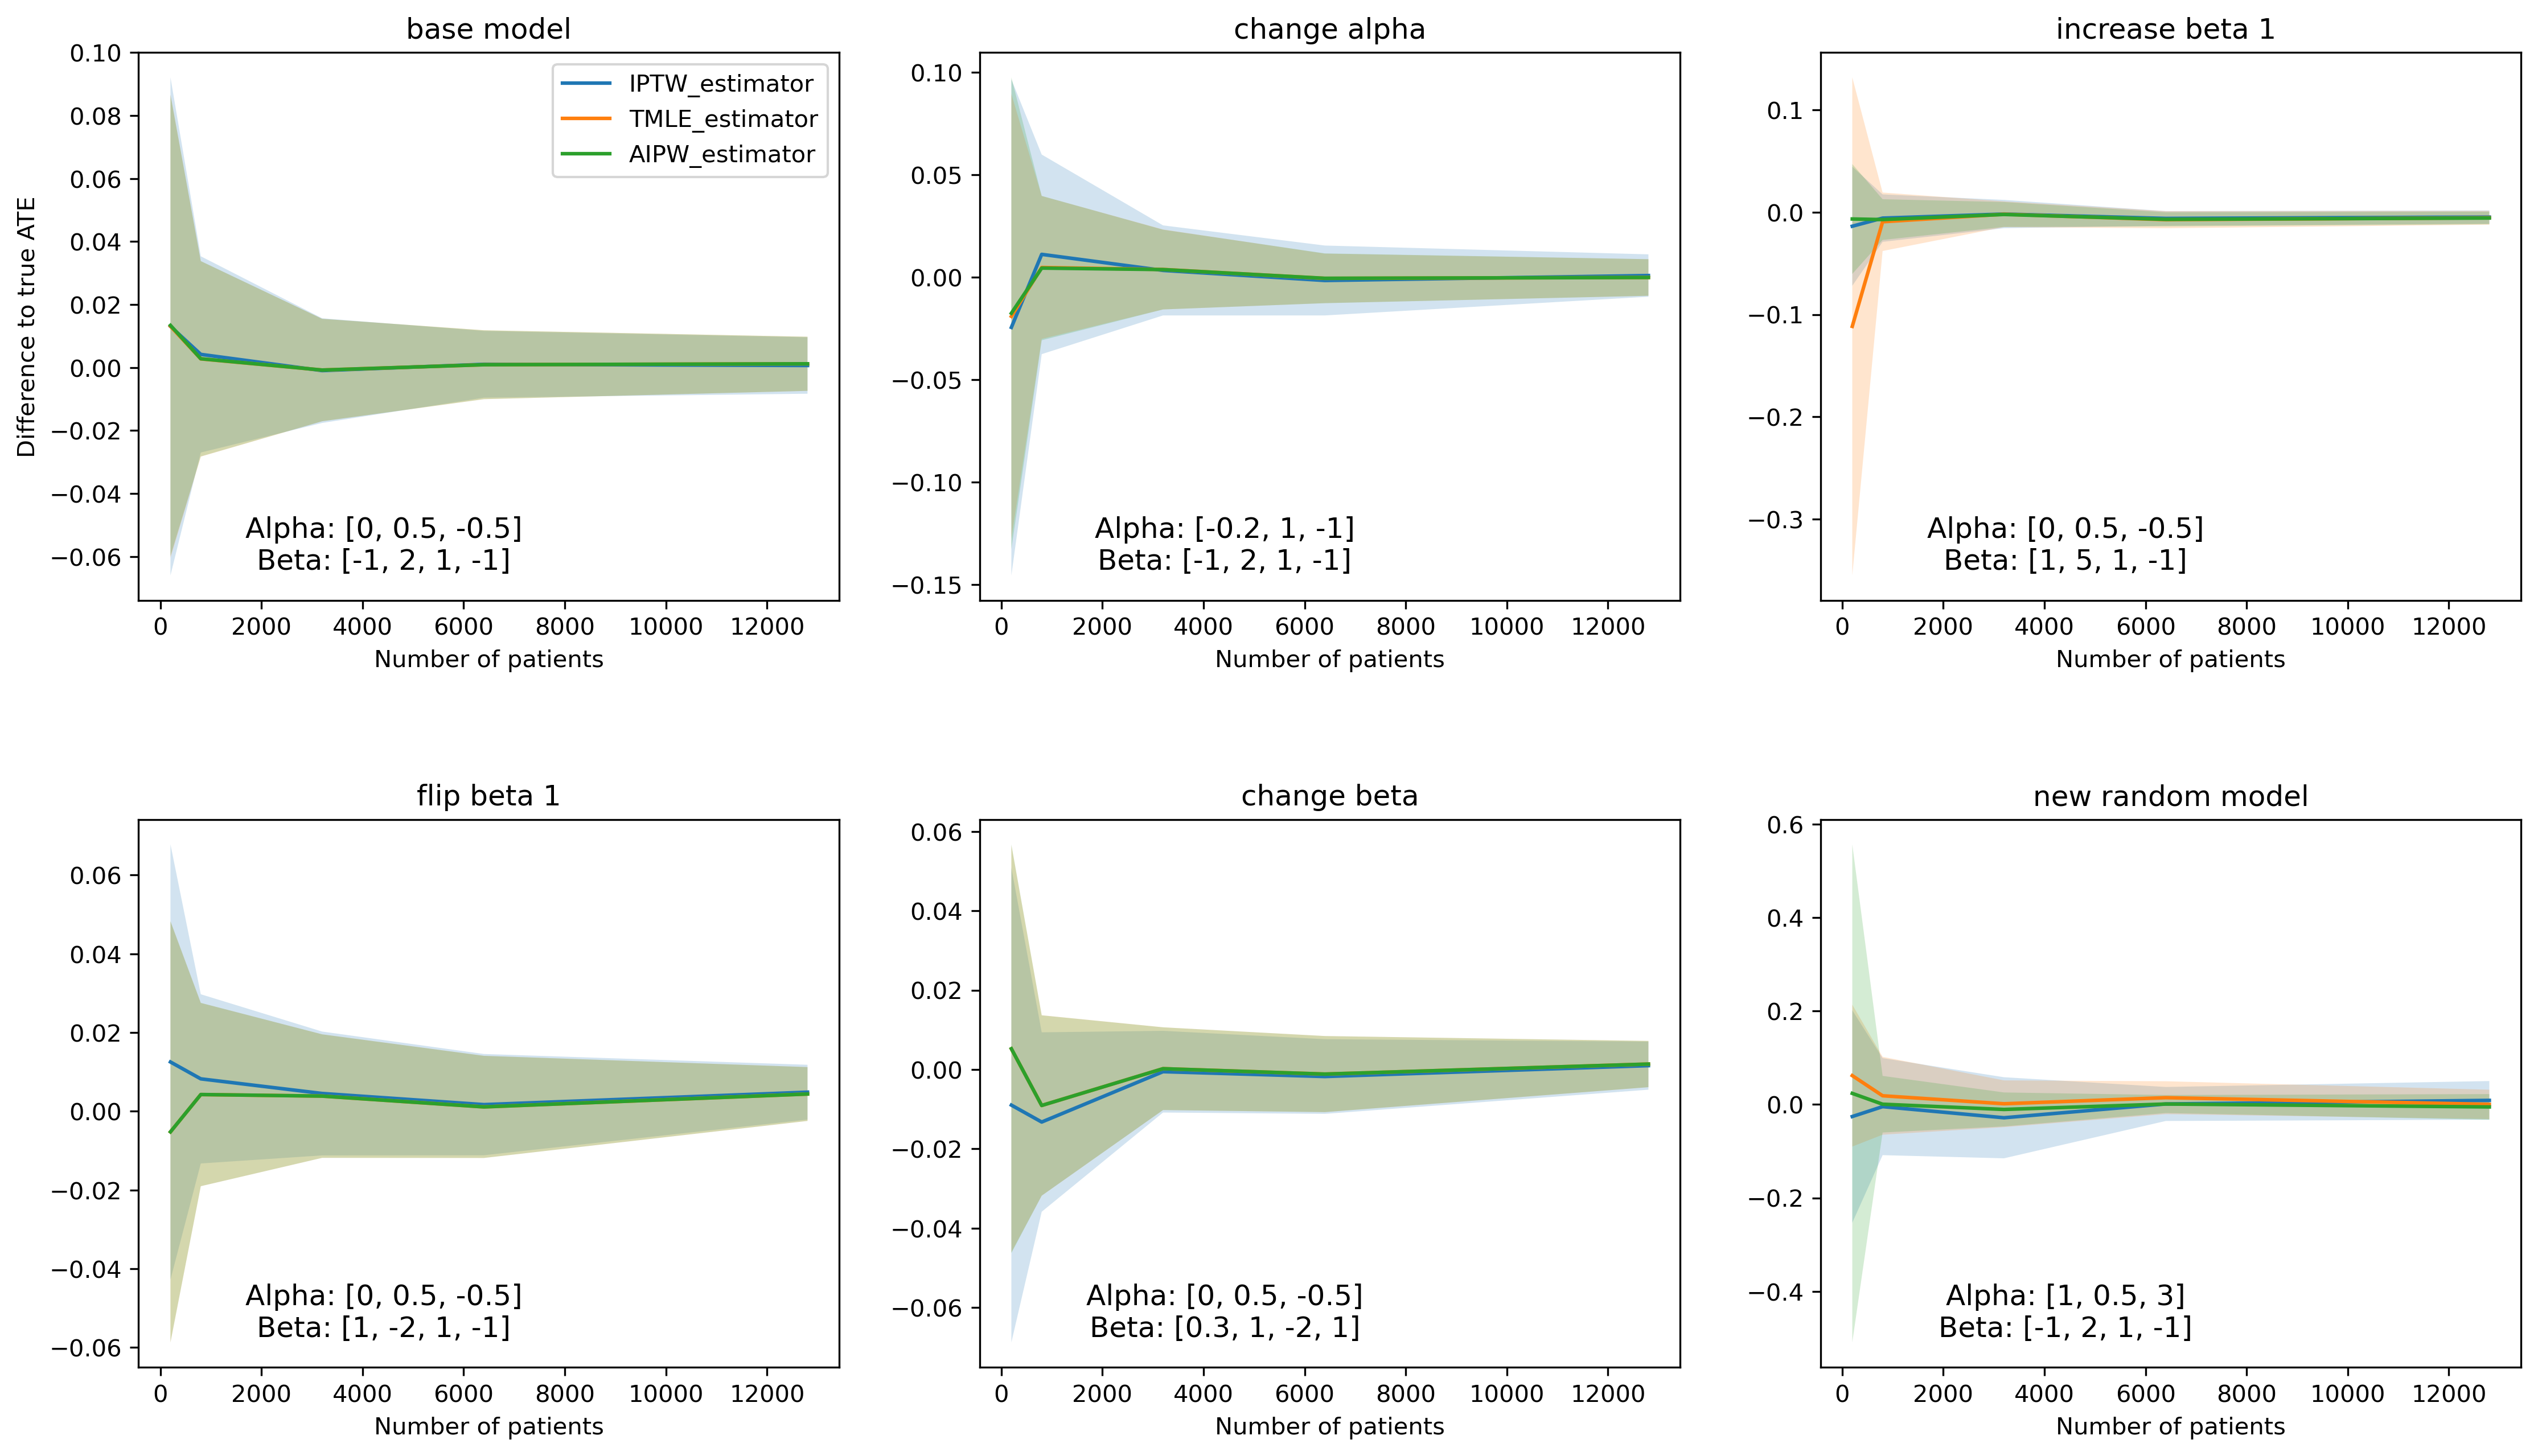 base model
0.10
0.08
0.06
0.04
0.02
0.00
−0.02
−0.04
−0.06
Difference to true ATE
IPTW_estimator
TMLE_estimator
AIPW_estimator
Alpha: [0, 0.5, -0.5]
Beta: [-1, 2, 1, -1]
0 2000 4000 6000 8000 10000 12000
Number of patients
change alpha
0.10
0.05
0.00
−0.05
−0.10
−0.15
Alpha: [-0.2, 1, -1]
Beta: [-1, 2, 1, -1]
0 2000 4000 6000 8000 10000 12000
Number of patients
increase beta 1
0.1
0.0
−0.1
−0.2
−0.3
Alpha: [0, 0.5, -0.5]
Beta: [1, 5, 1, -1]
0 2000 4000 6000 8000 10000 12000
Number of patients
flip beta 1
0.06
0.04
0.02
0.00
−0.02
−0.04
−0.06
Alpha: [0, 0.5, -0.5]
Beta: [1, -2, 1, -1]
0 2000 4000 6000 8000 10000 12000
Number of patients
change beta
0.06
0.04
0.02
0.00
−0.02
−0.04
−0.06
Alpha: [0, 0.5, -0.5]
Beta: [0.3, 1, -2, 1]
0 2000 4000 6000 8000 10000 12000
Number of patients
new random model
0.6
0.4
0.2
0.0
−0.2
−0.4
Alpha: [1, 0.5, 3]
Beta: [-1, 2, 1, -1]
0 2000 4000 6000 8000 10000 12000
Number of patients